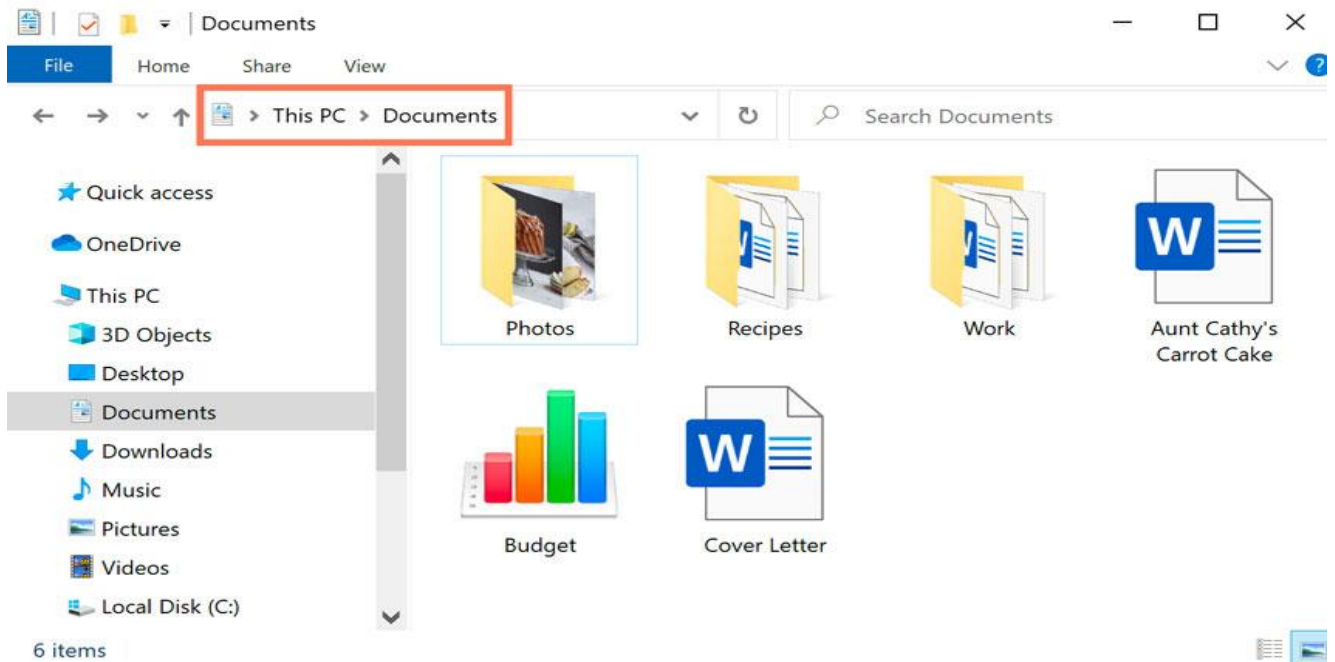 Documents
File Home Share View
This PC > Documents
Search Documents
Quick access
OneDrive
This PC
3D Objects
Desktop
Documents
Downloads
Music
Pictures
Videos
Local Disk (C:)
Photos Recipes Work Aunt Cathy's
Carrot Cake
Budget Cover Letter
6 items